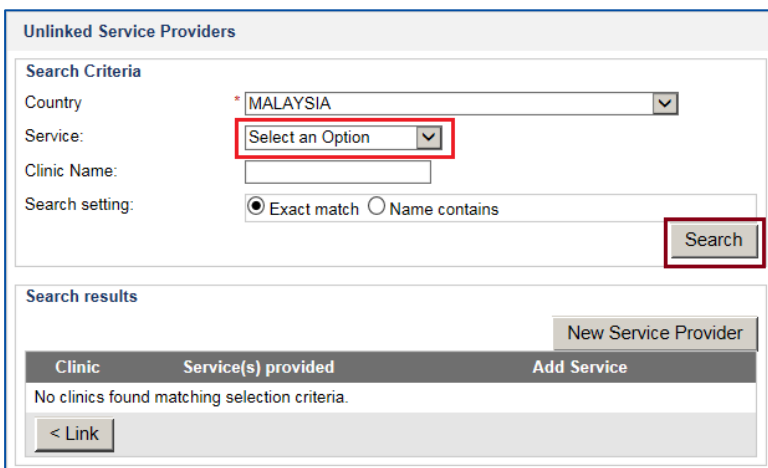 Unlinked Service Providers
Search Criteria
Country * MALAYSIA
Service: Select an Option
Clinic Name:
Search setting: Exact match Name contains
Search
Search results
New Service Provider
Clinic Service(s) provided Add Service
No clinics found matching selection criteria.
< Link